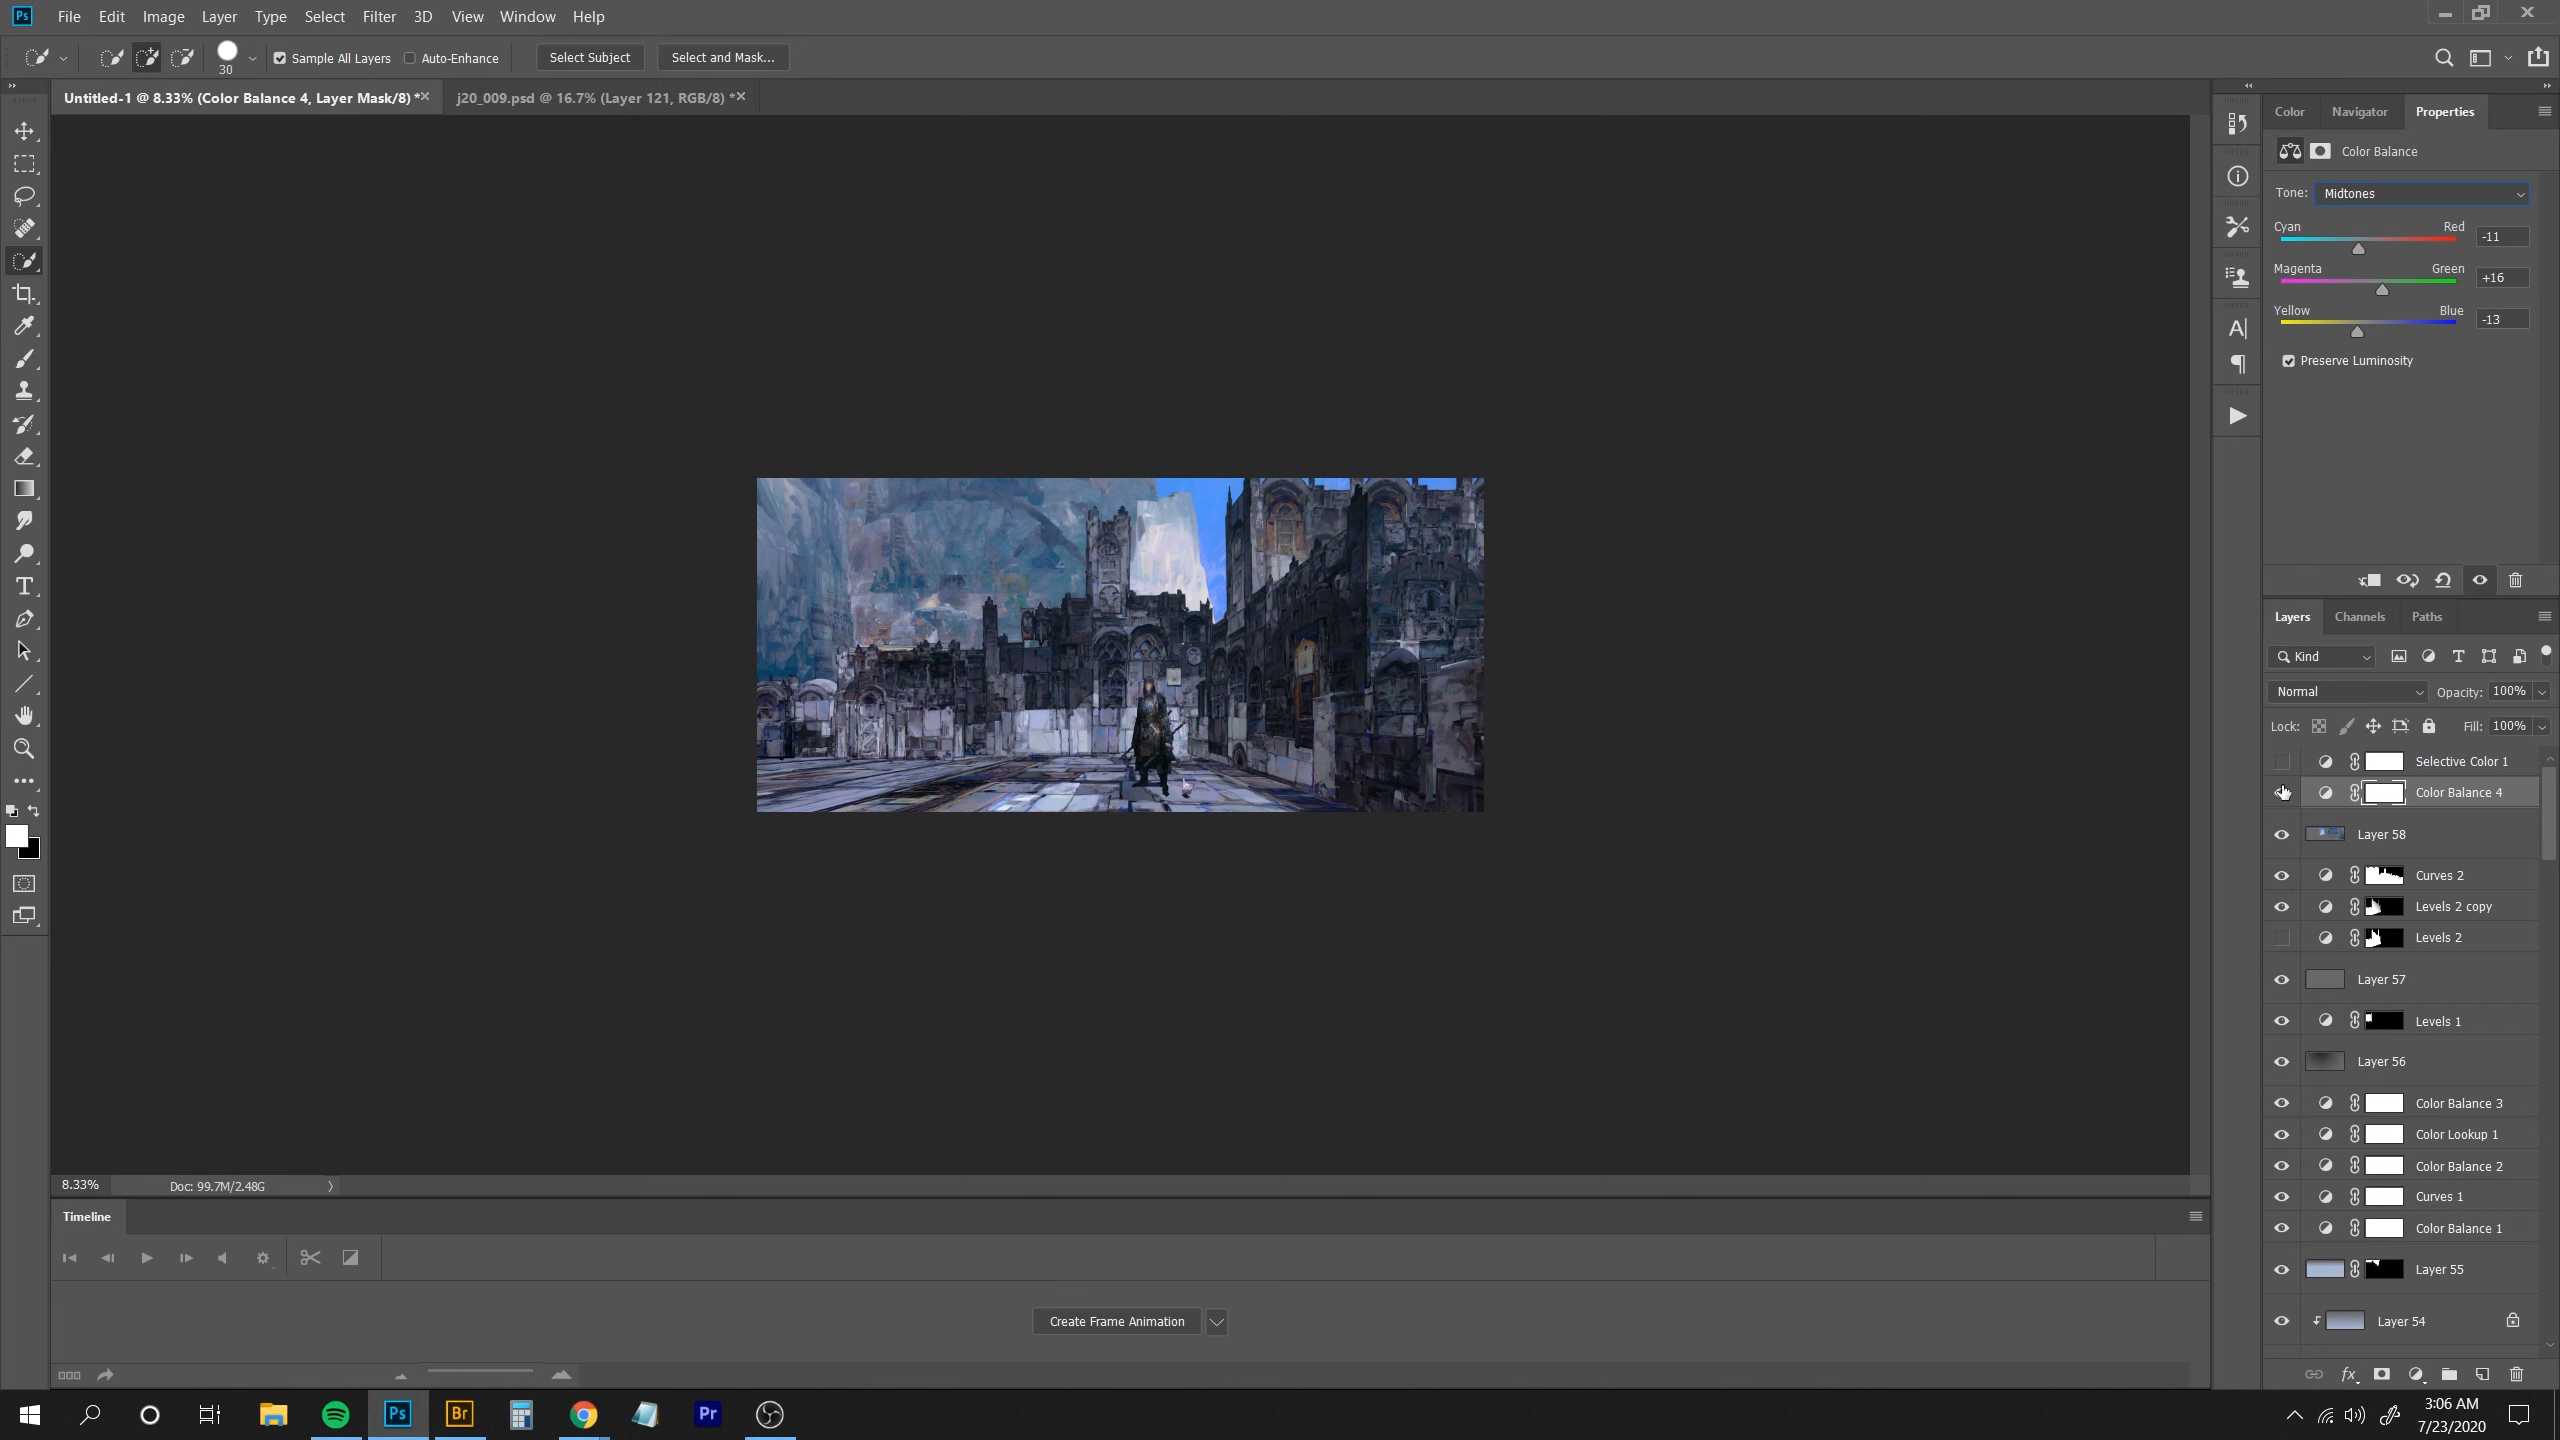 Ps File Edit Image Layer Type Select Filter 3D View Window Help
30 Sample All Layers Auto-Enhance Select Subject Select and Mask...
Untitled-1 @ 8.33% (Color Balance 4, Layer Mask/8) * j20_009.psd @ 16.7% (Layer 121, RGB/8) *
Color Navigator Properties
Color Balance
Tone: Midtones
Cyan Red -11
Magenta Green +16
Yellow Blue -13
Preserve Luminosity
Layers Channels Paths
Kind
Normal Opacity: 100%
Lock: Fill: 100%
Selective Color 1
Color Balance 4
Layer 58
Curves 2
Levels 2 copy
Levels 2
Layer 57
Levels 1
Layer 56
Color Balance 3
Color Lookup 1
Color Balance 2
Curves 1
Color Balance 1
Layer 55
Layer 54
8.33% Doc: 99.7M/2.48G
Timeline
Create Frame Animation
Ps Br Pr
3:06 AM
7/23/2020